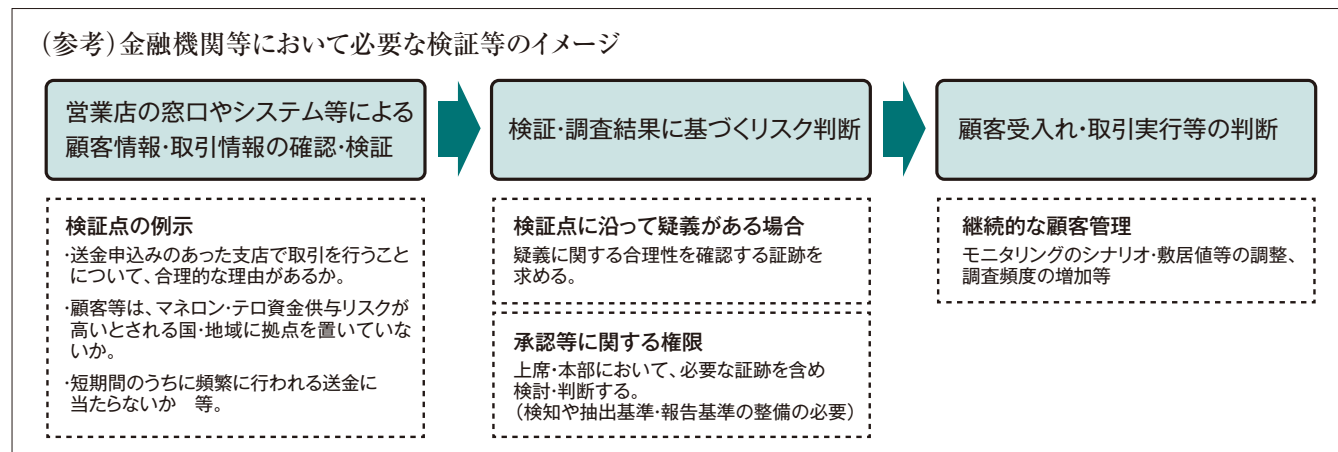 (参考)金融機関等において必要な検証等のイメージ
営業店の窓口やシステム等による
顧客情報・取引情報の確認・検証
検証点の例示
・送金申込みのあった支店で取引を行うこと
について、合理的な理由があるか。
・顧客等は、マネロン・テロ資金供与リスクが
高いとされる国・地域に拠点を置いていな
いか。
・短期間のうちに頻繁に行われる送金に
当たらないか　等。
検証・調査結果に基づくリスク判断
検証点に沿って疑義がある場合
疑義に関する合理性を確認する証跡を
求める。
承認等に関する権限
上席・本部において、必要な証跡を含め
検討・判断する。
(検知や抽出基準・報告基準の整備の必要)
顧客受入れ・取引実行等の判断
継続的な顧客管理
モニタリングのシナリオ・敷居値等の調整、
調査頻度の増加等